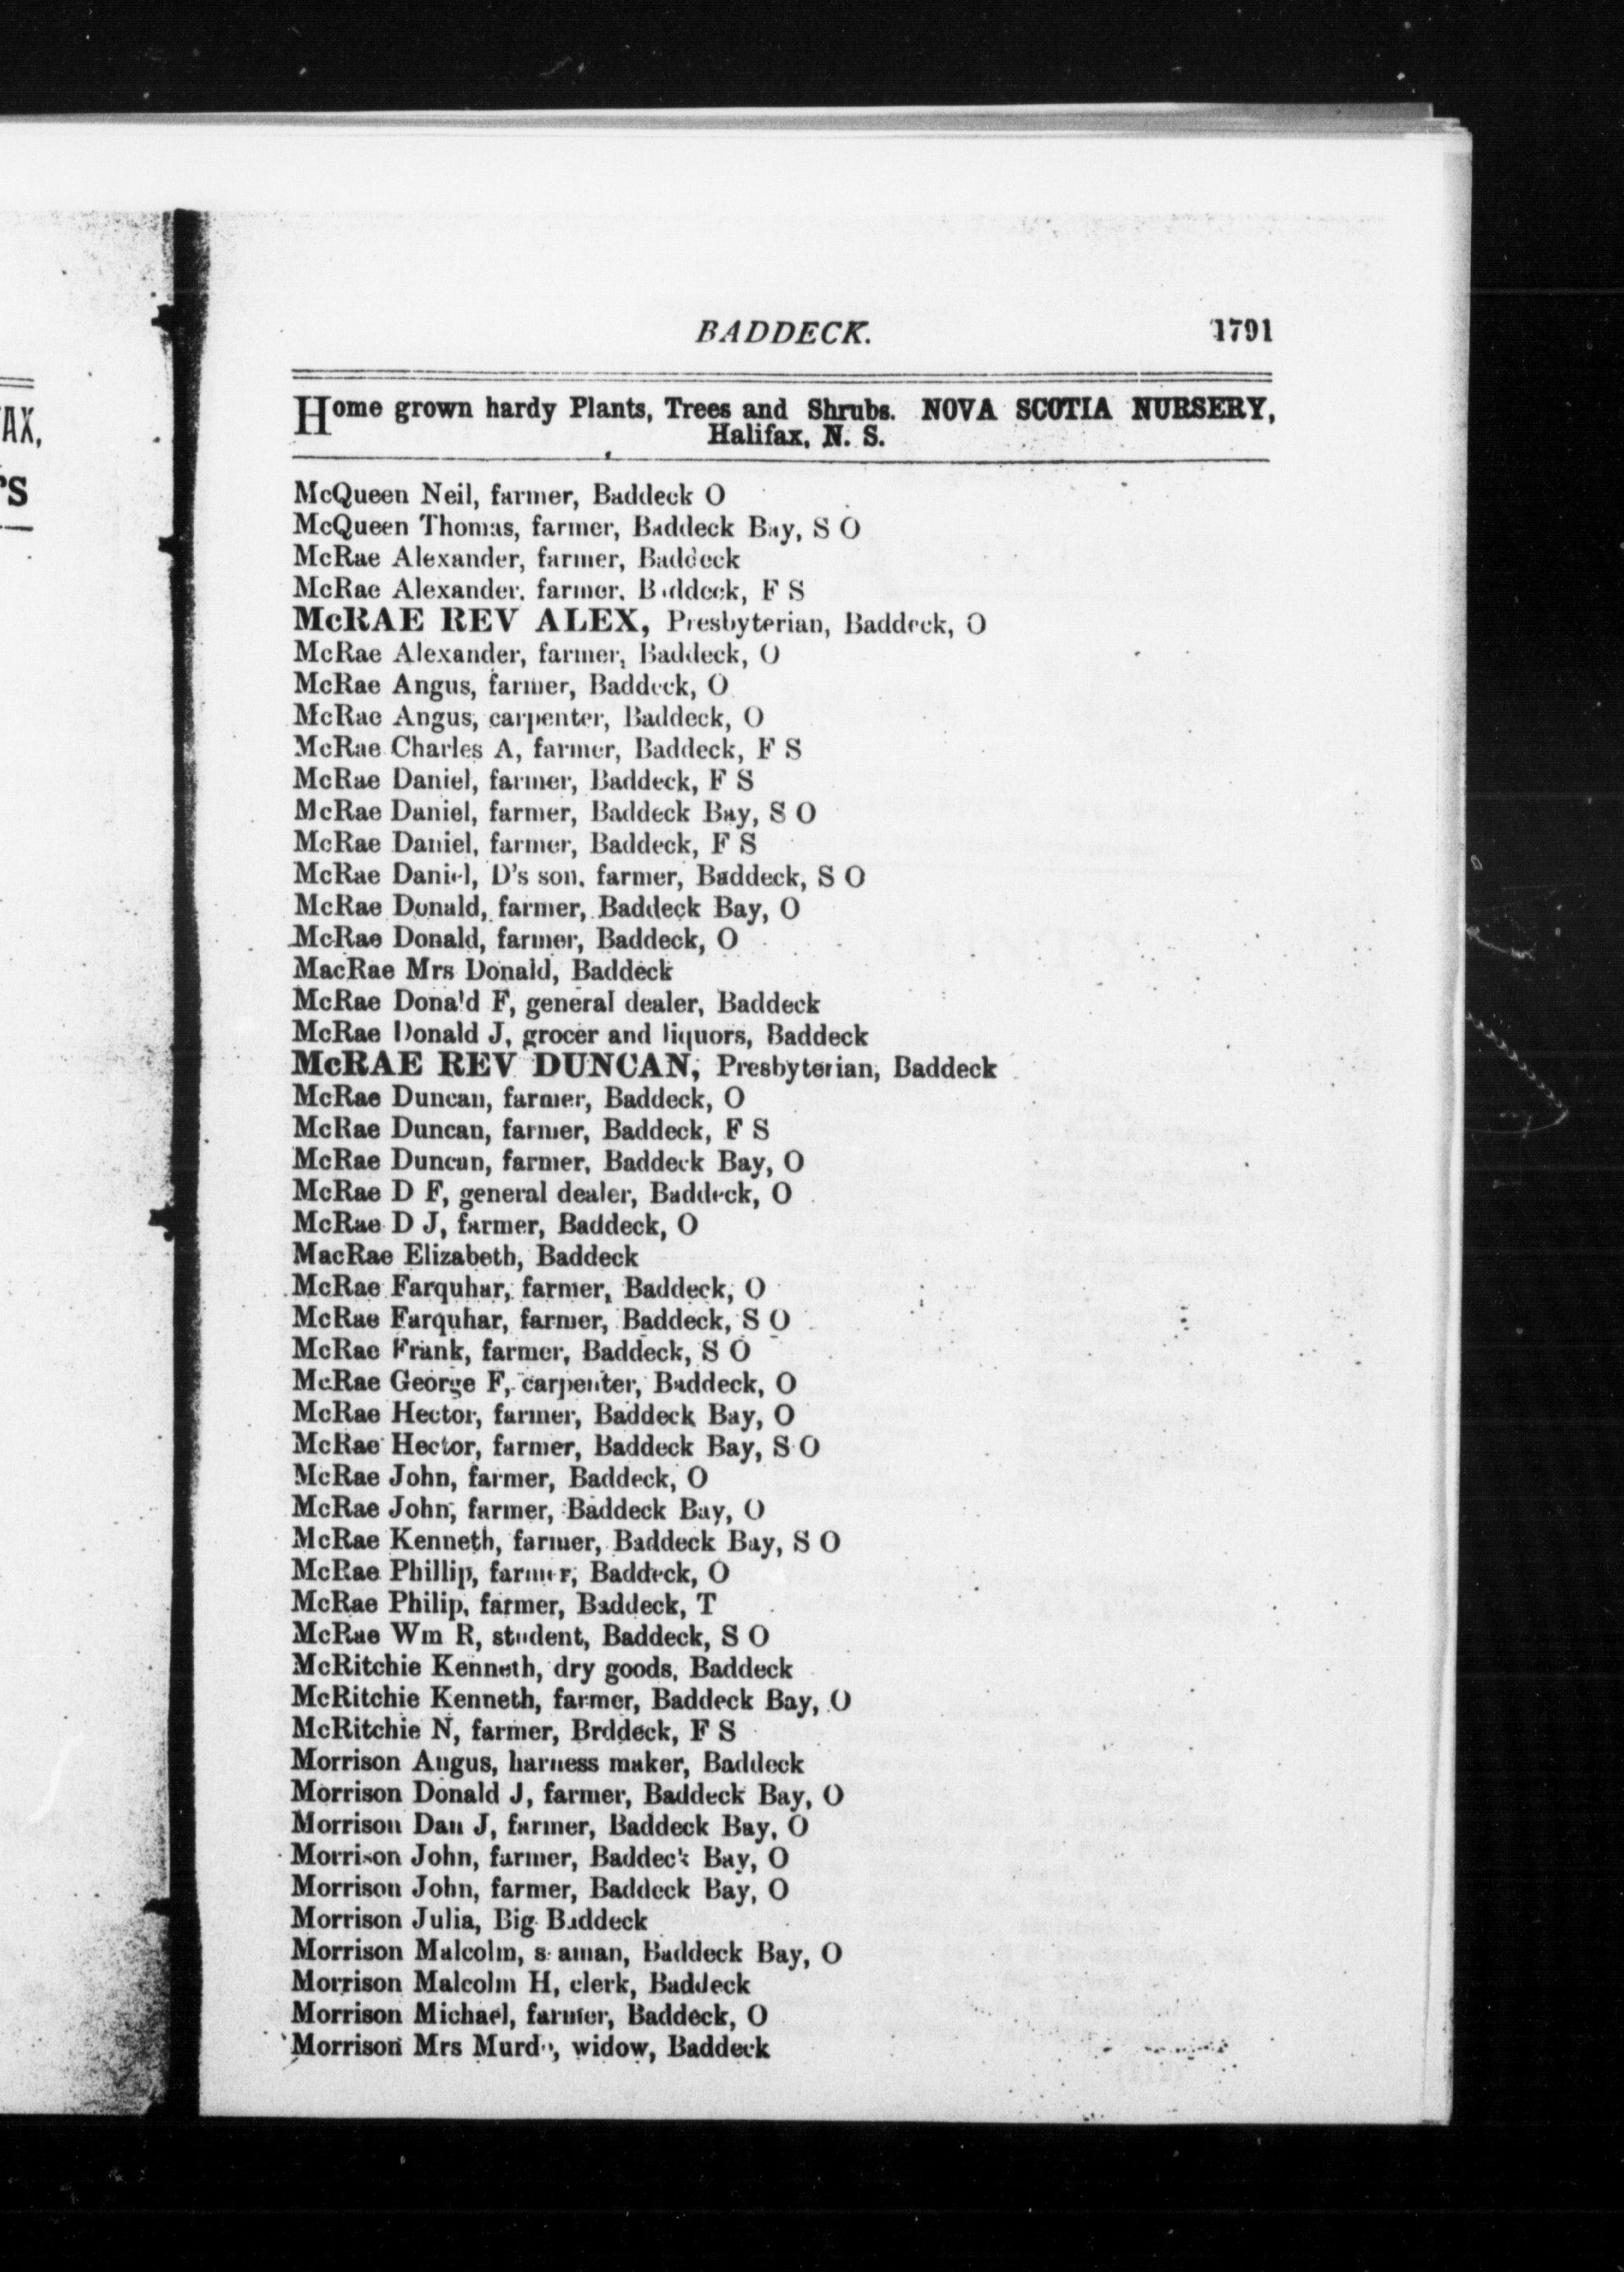 AX,
S
BADDECK. 1791
Home grown hardy Plants, Trees and Shrubs. NOVA SCOTIA NURSERY,
Halifax, N. S.
McQueen Neil, farmer, Baddeck O
McQueen Thomas, farmer, Baddeck Bay, S O
McRae Alexander, farmer, Baddeck
McRae Alexander, farmer, Baddeck, F S
McRAE REV ALEX, Presbyterian, Baddeck, O
McRae Alexander, farmer, Baddeck, O
McRae Angus, farmer, Baddeck, O
McRae Angus, carpenter, Baddeck, O
McRae Charles A, farmer, Baddeck, F S
McRae Daniel, farmer, Baddeck, F S
McRae Daniel, farmer, Baddeck Bay, S O
McRae Daniel, farmer, Baddeck, F S
McRae Daniel, D's son, farmer, Baddeck, S O
McRae Donald, farmer, Baddeck Bay, O
McRae Donald, farmer, Baddeck, O
MacRae Mrs Donald, Baddeck
McRae Donald F, general dealer, Baddeck
McRae Donald J, grocer and liquors, Baddeck
McRAE REV DUNCAN, Presbyterian, Baddeck
McRae Duncan, farmer, Baddeck, O
McRae Duncan, farmer, Baddeck, F S
McRae Duncan, farmer, Baddeck Bay, O
McRae D F, general dealer, Baddeck, O
McRae D J, farmer, Baddeck, O
MacRae Elizabeth, Baddeck
McRae Farquhar, farmer, Baddeck, O
McRae Farquhar, farmer, Baddeck, S O
McRae Frank, farmer, Baddeck, S O
McRae George F, carpenter, Baddeck, O
McRae Hector, farmer, Baddeck Bay, O
McRae Hector, farmer, Baddeck Bay, S O
McRae John, farmer, Baddeck, O
McRae John, farmer, Baddeck Bay, O
McRae Kenneth, farmer, Baddeck Bay, S O
McRae Phillip, farmer, Baddeck, O
McRae Philip, farmer, Baddeck, T
McRae Wm R, student, Baddeck, S O
McRitchie Kenneth, dry goods, Baddeck
McRitchie Kenneth, farmer, Baddeck Bay, O
McRitchie N, farmer, Brddeck, F S
Morrison Angus, harness maker, Baddeck
Morrison Donald J, farmer, Baddeck Bay, O
Morrison Dan J, farmer, Baddeck Bay, O
Morrison John, farmer, Baddeck Bay, O
Morrison John, farmer, Baddeck Bay, O
Morrison Julia, Big Baddeck
Morrison Malcolm, seaman, Baddeck Bay, O
Morrison Malcolm H, clerk, Baddeck
Morrison Michael, farmer, Baddeck, O
Morrison Mrs Murdo, widow, Baddeck